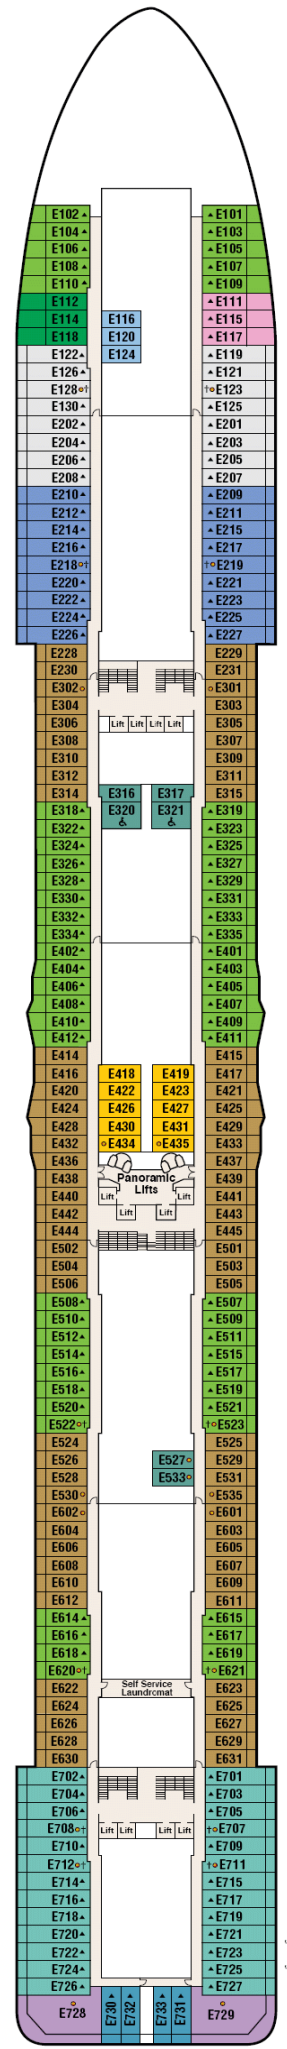 E102 E101
E104 E103
E106 E105
E108 E107
E110 E109
E112 E111
E114 E116 E115
E118 E120 E117
E122 E124 E119
E126 E121
E128 E123
E130 E125
E202 E201
E204 E203
E206 E205
E208 E207
E210 E209
E212 E211
E214 E215
E216 E217
E218 E219
E220 E221
E222 E223
E224 E225
E226 E227
E228 E229
E230 E231
E302 E301
E304 E303
E306 Lift Lift Lift Lift E305
E308 E307
E310 E309
E312 E311
E314 E316 E317 E315
E318 E320 E321 E319
E322 E323
E324 E325
E326 E327
E328 E329
E330 E331
E332 E333
E334 E335
E402 E401
E404 E403
E406 E405
E408 E407
E410 E409
E412 E411
E414 E415
E416 E418 E419 E417
E420 E422 E423 E421
E424 E426 E427 E425
E428 E430 E431 E429
E432 E434 E435 E433
E436 E437
E438 Panoramic Lifts E439
E440 Lift Lift E441
E442 Lift Lift E443
E444 E445
E502 E501
E504 E503
E506 E505
E508 E507
E510 E509
E512 E511
E514 E515
E516 E517
E518 E519
E520 E521
E522 E523
E524 E525
E526 E527 E529
E528 E533 E531
E530 E535
E602 E601
E604 E603
E606 E605
E608 E607
E610 E609
E612 E611
E614 E615
E616 E617
E618 E619
E620 E621
E622 Self Service Laundromat E623
E624 E625
E626 E627
E628 E629
E630 E631
E702 E701
E704 E703
E706 E705
E708 Lift Lift Lift Lift E707
E710 E709
E712 E711
E714 E715
E716 E717
E718 E719
E720 E721
E722 E723
E724 E725
E726 E727
E728 E730 E732 E733 E731 E729